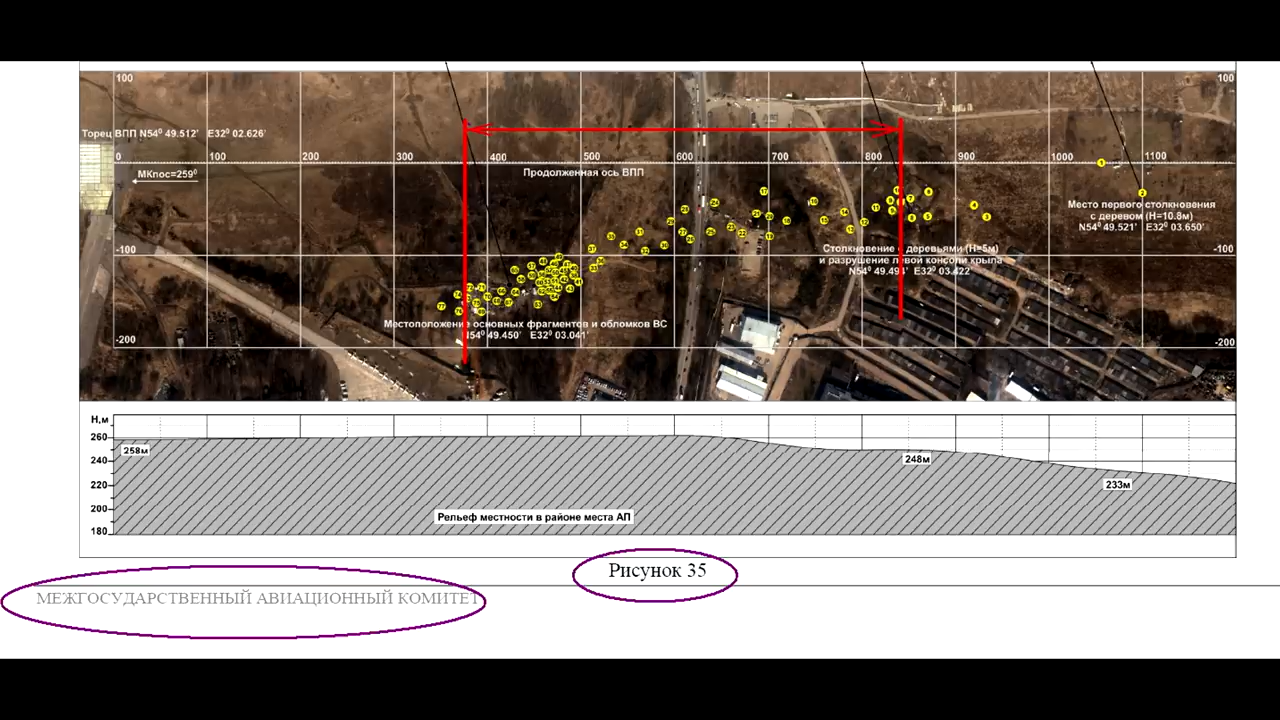 100 100
Торец ВПП N54⁰ 49.512' E32⁰ 02.626'
0 100 200 300 400 500 600 700 800 900 1000 1100
МКпос=259⁰
Продолженная ось ВПП
Место первого столкновения
с деревом (H=10.8м)
N54⁰ 49.521' E32⁰ 03.650'
-100 -100
Столкновение с деревьями (H=5м)
и разрушение левой консоли крыла
N54⁰ 49.494' E32⁰ 03.422'
Местоположение основных фрагментов и обломков ВС
N54⁰ 49.450' E32⁰ 03.041'
-200 -200
Н,м
260
258м
240
248м
220
233м
200
Рельеф местности в районе места АП
180
Рисунок 35
МЕЖГОСУДАРСТВЕННЫЙ АВИАЦИОННЫЙ КОМИТЕТ